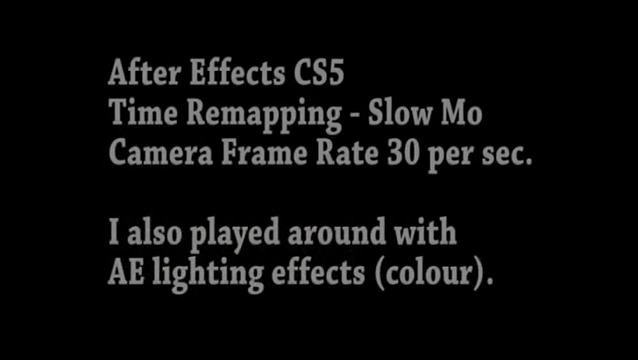 After Effects CS5
Time Remapping - Slow Mo
Camera Frame Rate 30 per sec.
I also played around with
AE lighting effects (colour).